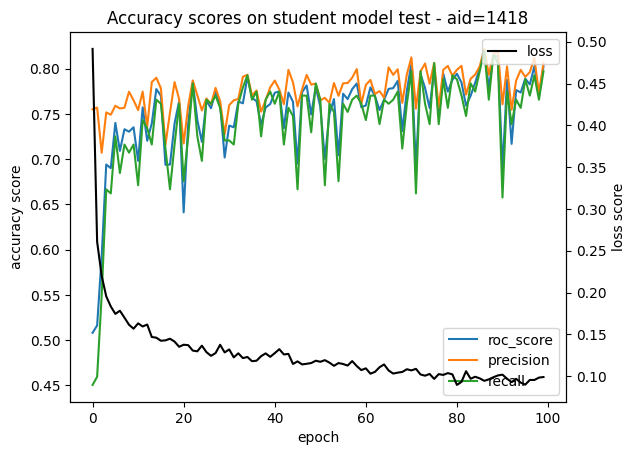 Accuracy scores on student model test - aid=1418
loss
0.80
0.75
0.70
0.65
0.60
0.55
0.50
0.45
accuracy score
0.50
0.45
0.40
0.35
0.30
0.25
0.20
0.15
0.10
loss score
roc_score
precision
recall
0
20
40
60
80
100
epoch